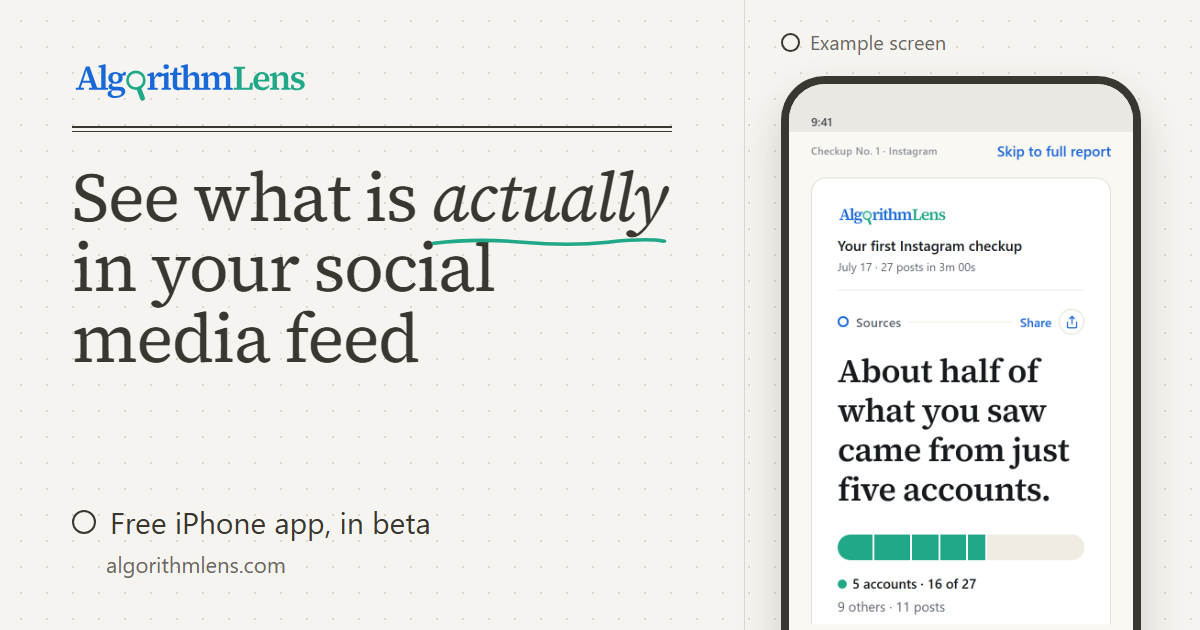 AlgorithmLens
See what is actually
in your social
media feed
Free iPhone app, in beta
algorithmlens.com
Example screen
9:41
Checkup No. 1 · Instagram
Skip to full report
AlgorithmLens
Your first Instagram checkup
July 17 · 27 posts in 3m 00s
Sources
Share
About half of
what you saw
came from just
five accounts.
5 accounts · 16 of 27
9 others · 11 posts